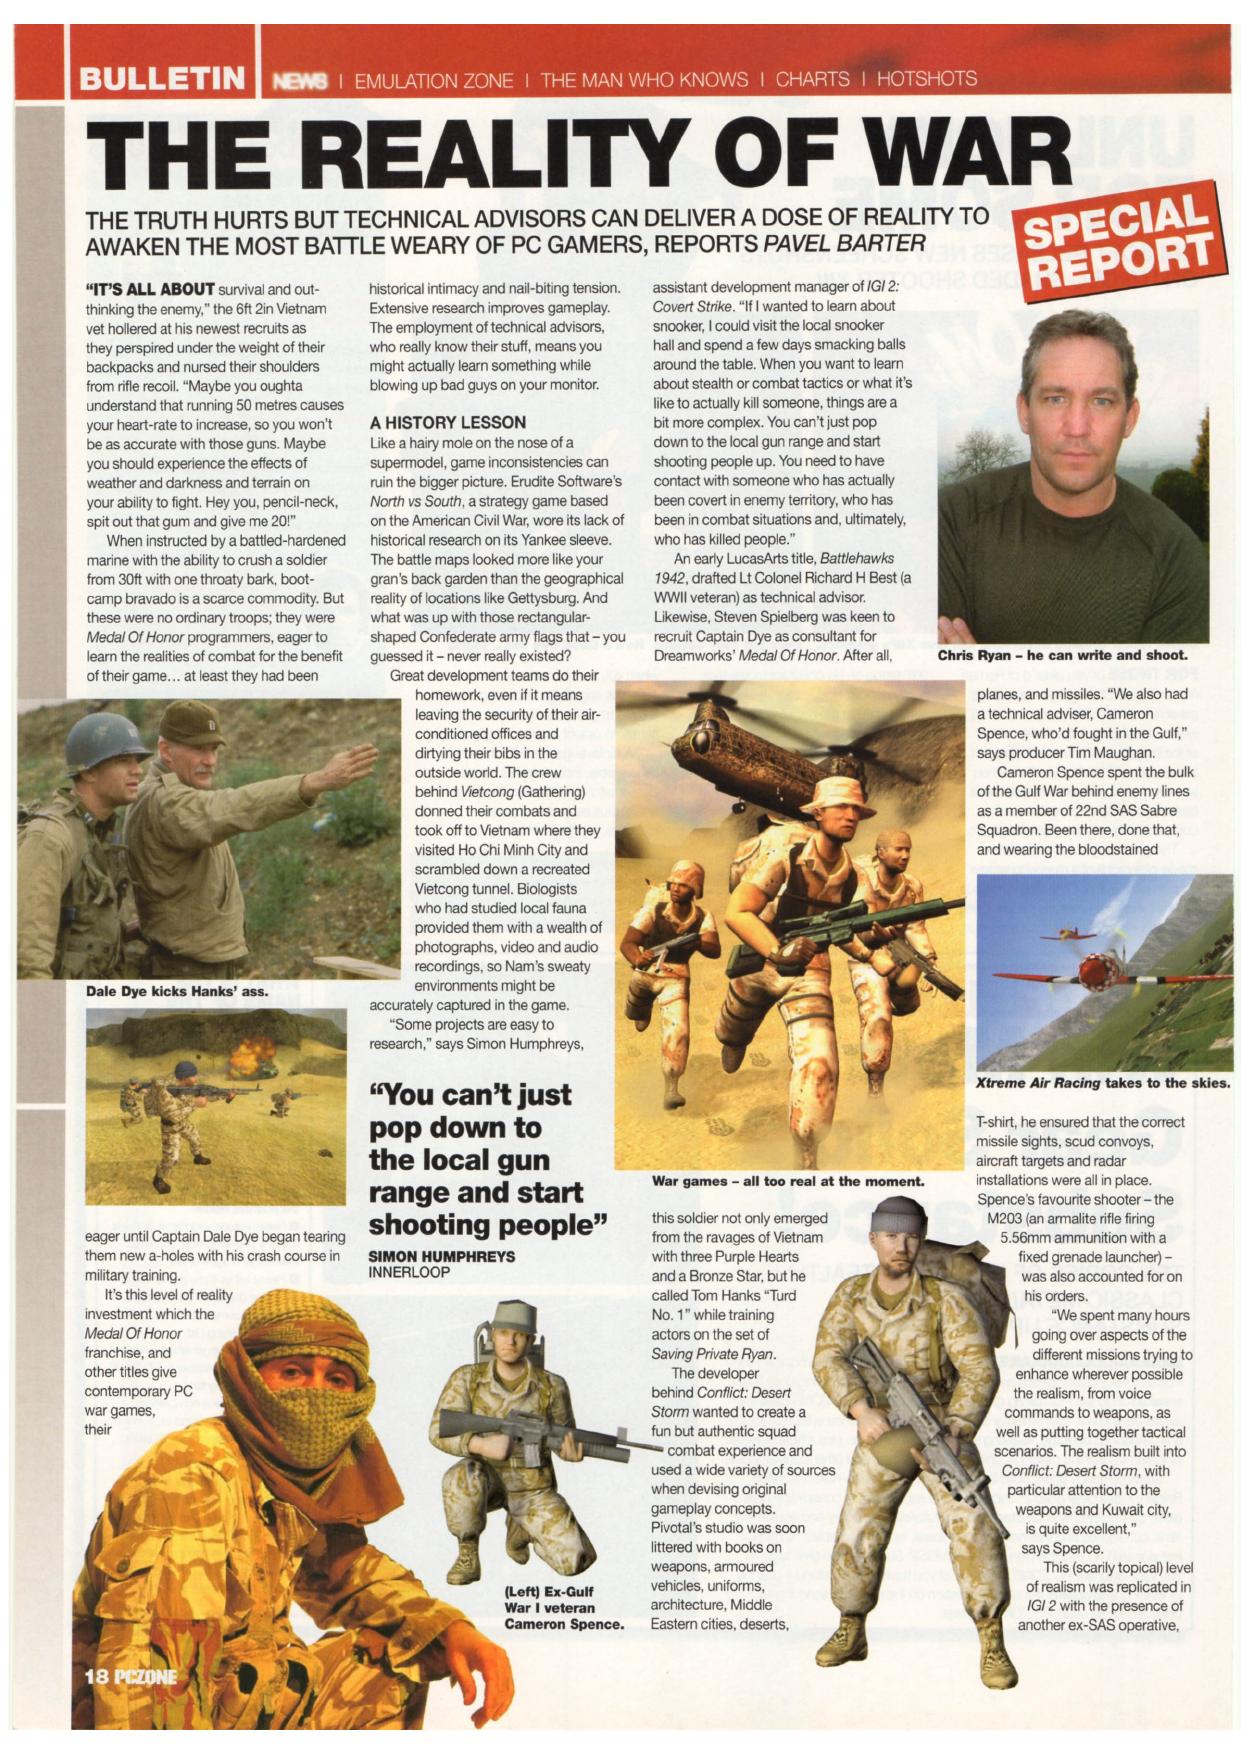 BULLETIN
NEWS | EMULATION ZONE | THE MAN WHO KNOWS | CHARTS | HOTSHOTS
THE REALITY OF WAR
THE TRUTH HURTS BUT TECHNICAL ADVISORS CAN DELIVER A DOSE OF REALITY TO
AWAKEN THE MOST BATTLE WEARY OF PC GAMERS, REPORTS PAVEL BARTER
SPECIAL
REPORT
“IT’S ALL ABOUT survival and out-
thinking the enemy,” the 6ft 2in Vietnam
vet hollered at his newest recruits as
they perspired under the weight of their
backpacks and nursed their shoulders
from rifle recoil. “Maybe you oughta
understand that running 50 metres causes
your heart-rate to increase, so you won’t
be as accurate with those guns. Maybe
you should experience the effects of
weather and darkness and terrain on
your ability to fight. Hey you, pencil-neck,
spit out that gum and give me 20!”
When instructed by a battled-hardened
marine with the ability to crush a soldier
from 30ft with one throaty bark, boot-
camp bravado is a scarce commodity. But
these were no ordinary troops; they were
Medal Of Honor programmers, eager to
learn the realities of combat for the benefit
of their game... at least they had been
Dale Dye kicks Hanks’ ass.
eager until Captain Dale Dye began tearing
them new a-holes with his crash course in
military training.
It’s this level of reality
investment which the
Medal Of Honor
franchise, and
other titles give
contemporary PC
war games,
their
historical intimacy and nail-biting tension.
Extensive research improves gameplay.
The employment of technical advisors,
who really know their stuff, means you
might actually learn something while
blowing up bad guys on your monitor.
A HISTORY LESSON
Like a hairy mole on the nose of a
supermodel, game inconsistencies can
ruin the bigger picture. Erudite Software’s
North vs South, a strategy game based
on the American Civil War, wore its lack of
historical research on its Yankee sleeve.
The battle maps looked more like your
gran’s back garden than the geographical
reality of locations like Gettysburg. And
what was up with those rectangular-
shaped Confederate army flags that – you
guessed it – never really existed?
Great development teams do their
homework, even if it means
leaving the security of their air-
conditioned offices and
dirtying their bibs in the
outside world. The crew
behind Vietcong (Gathering)
donned their combats and
took off to Vietnam where they
visited Ho Chi Minh City and
scrambled down a recreated
Vietcong tunnel. Biologists
who had studied local fauna
provided them with a wealth of
photographs, video and audio
recordings, so Nam’s sweaty
environments might be
accurately captured in the game.
“Some projects are easy to
research,” says Simon Humphreys,
“You can’t just
pop down to
the local gun
range and start
shooting people”
SIMON HUMPHREYS
INNERLOOP
(Left) Ex-Gulf
War I veteran
Cameron Spence.
assistant development manager of IGI 2:
Covert Strike. “If I wanted to learn about
snooker, I could visit the local snooker
hall and spend a few days smacking balls
around the table. When you want to learn
about stealth or combat tactics or what it’s
like to actually kill someone, things are a
bit more complex. You can’t just pop
down to the local gun range and start
shooting people up. You need to have
contact with someone who has actually
been covert in enemy territory, who has
been in combat situations and, ultimately,
who has killed people.”
An early LucasArts title, Battlehawks
1942, drafted Lt Colonel Richard H Best (a
WWII veteran) as technical advisor.
Likewise, Steven Spielberg was keen to
recruit Captain Dye as consultant for
Dreamworks’ Medal Of Honor. After all,
War games – all too real at the moment.
this soldier not only emerged
from the ravages of Vietnam
with three Purple Hearts
and a Bronze Star, but he
called Tom Hanks “Turd
No. 1” while training
actors on the set of
Saving Private Ryan.
The developer
behind Conflict: Desert
Storm wanted to create a
fun but authentic squad
combat experience and
used a wide variety of sources
when devising original
gameplay concepts.
Pivotal’s studio was soon
littered with books on
weapons, armoured
vehicles, uniforms,
architecture, Middle
Eastern cities, deserts,
Chris Ryan – he can write and shoot.
planes, and missiles. “We also had
a technical adviser, Cameron
Spence, who’d fought in the Gulf,”
says producer Tim Maughan.
Cameron Spence spent the bulk
of the Gulf War behind enemy lines
as a member of 22nd SAS Sabre
Squadron. Been there, done that,
and wearing the bloodstained
Xtreme Air Racing takes to the skies.
T-shirt, he ensured that the correct
missile sights, scud convoys,
aircraft targets and radar
installations were all in place.
Spence’s favourite shooter – the
M203 (an armalite rifle firing
5.56mm ammunition with a
fixed grenade launcher) –
was also accounted for on
his orders.
“We spent many hours
going over aspects of the
different missions trying to
enhance wherever possible
the realism, from voice
commands to weapons, as
well as putting together tactical
scenarios. The realism built into
Conflict: Desert Storm, with
particular attention to the
weapons and Kuwait city,
is quite excellent,”
says Spence.
This (scarily topical) level
of realism was replicated in
IGI 2 with the presence of
another ex-SAS operative,
18 PCZONE